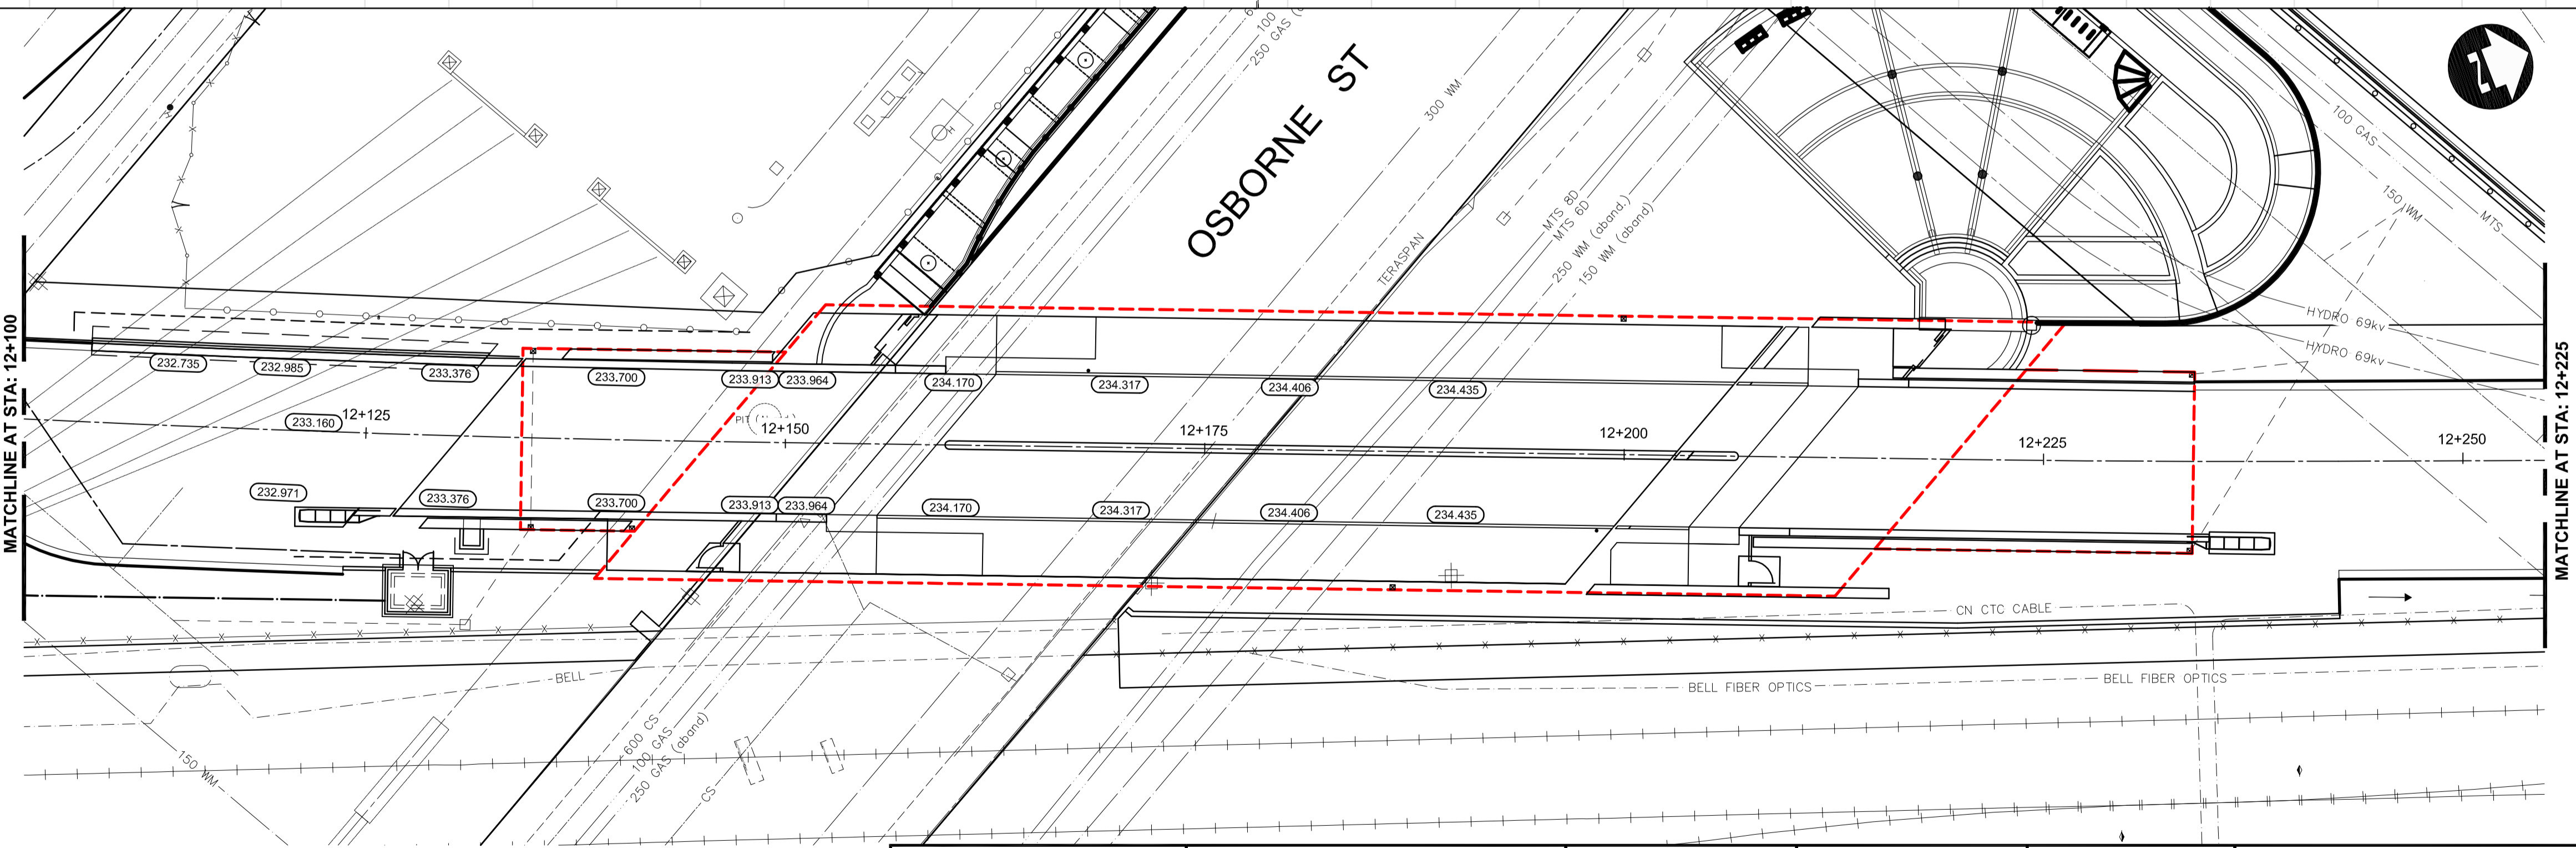 100
250 GAS (
OSBORNE ST
300 WM
TERASPAN
MTS 8D
MTS 6D
250 WM (aband.)
150 WM (aband)
100 GAS
150 WM
MTS
HYDRO 69kv
HYDRO 69kv
H
N
MATCHLINE AT STA: 12+100
MATCHLINE AT STA: 12+225
232.735
232.985
233.376
233.700
233.913
233.964
234.170
234.317
234.406
234.435
233.160
12+125
PIT
12+150
12+175
12+200
12+225
12+250
232.971
233.376
233.700
233.913
233.964
234.170
234.317
234.406
234.435
CN CTC CABLE
BELL
BELL FIBER OPTICS
BELL FIBER OPTICS
150 WM
600 CS
100 GAS
250 GAS (aband)
CS